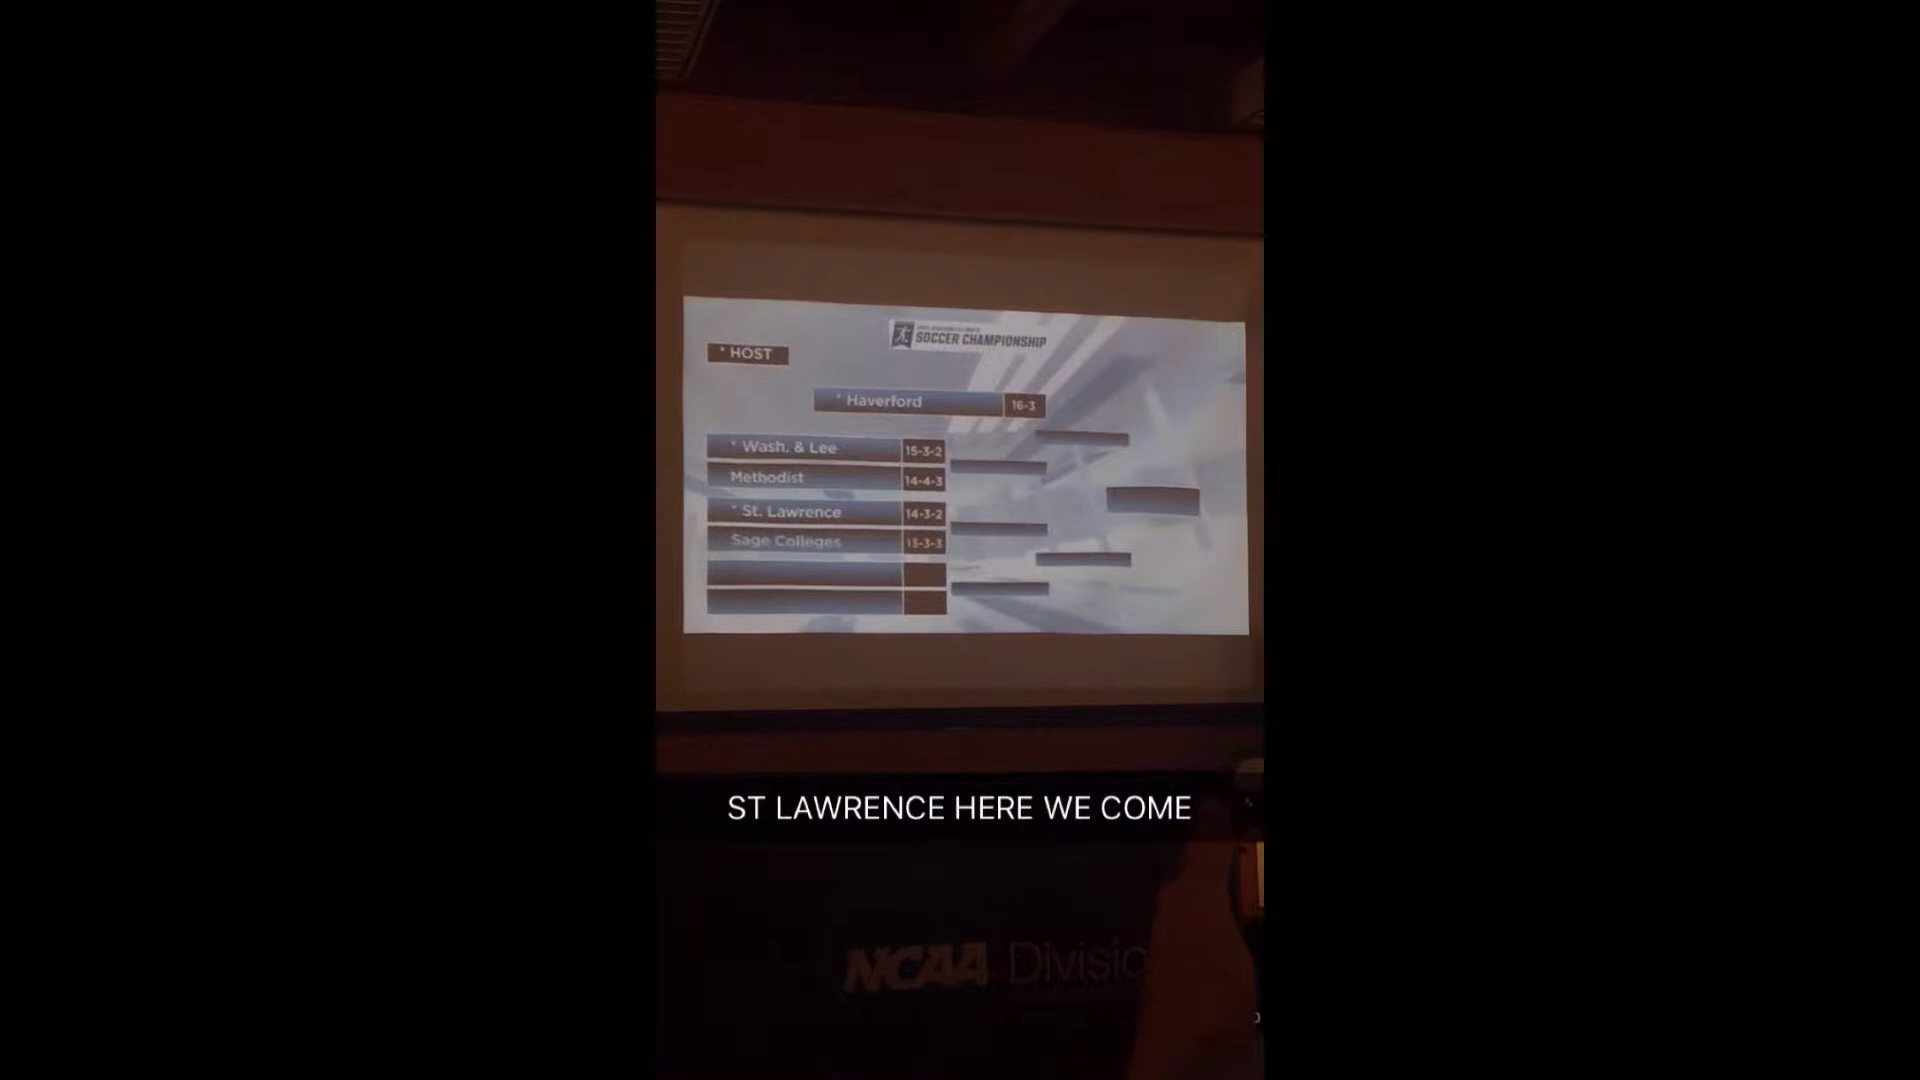 SOCCER CHAMPIONSHIP
* HOST
* Haverford 16-3
* Wash. & Lee 15-3-2
Methodist 14-4-3
* St. Lawrence 14-3-2
Sage Colleges 13-3-3
ST LAWRENCE HERE WE COME
NCAA Divisio